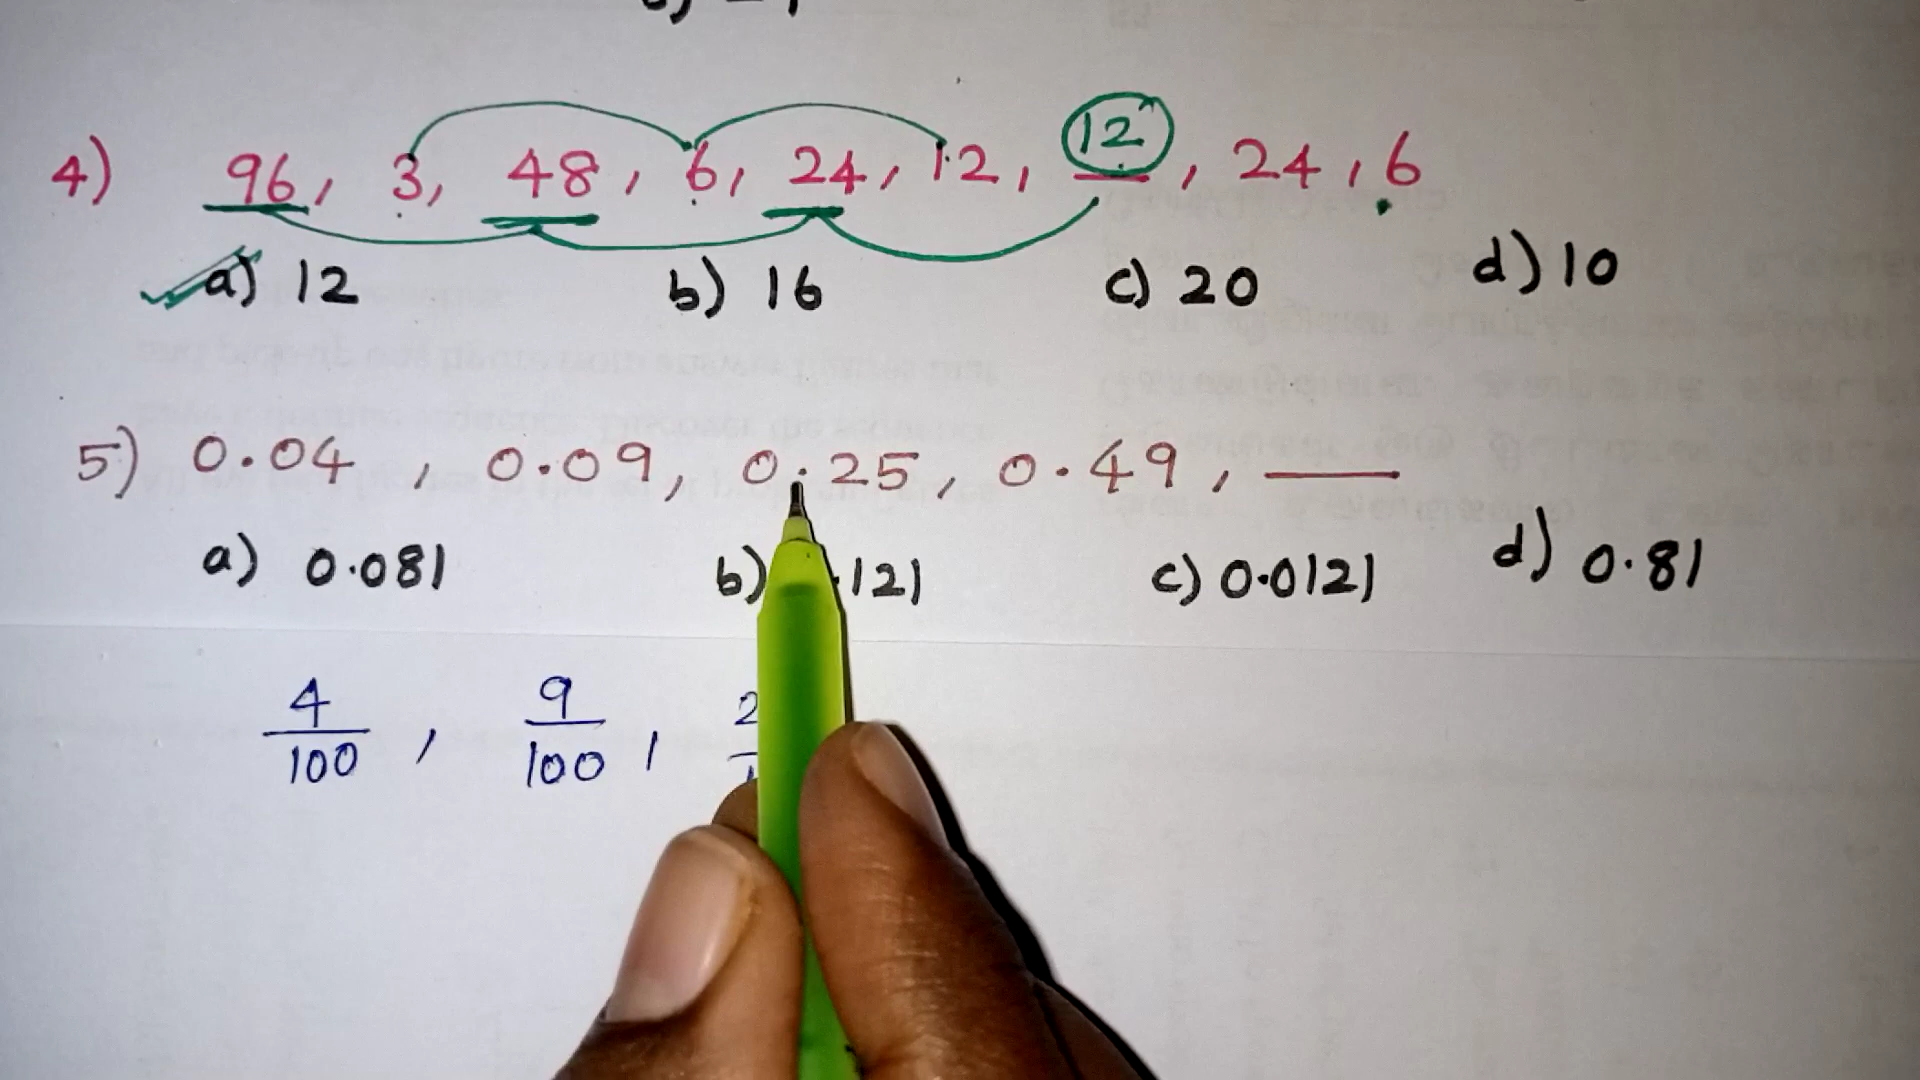 4) 96, 3, 48, 6, 24, 12, 12, 24, 6
a) 12 b) 16 c) 20 d) 10
5) 0.04, 0.09, 0.25, 0.49, ___
a) 0.081 b) .121 c) 0.0121 d) 0.81
4/100, 9/100,